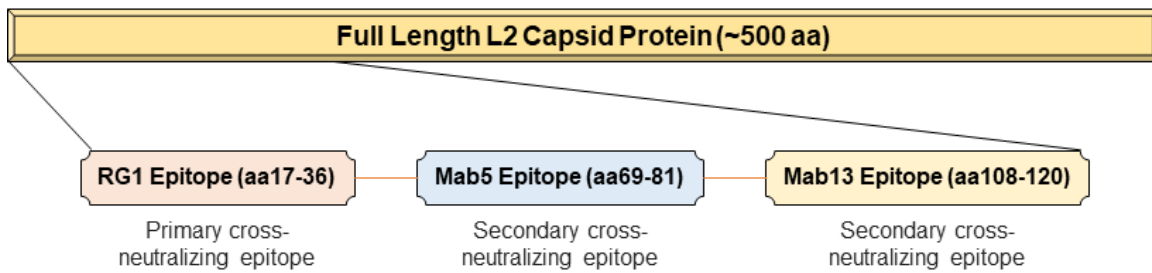 Full Length L2 Capsid Protein (~500 aa)
RG1 Epitope (aa17-36)
Mab5 Epitope (aa69-81)
Mab13 Epitope (aa108-120)
Primary cross-
neutralizing epitope
Secondary cross-
neutralizing epitope
Secondary cross-
neutralizing epitope